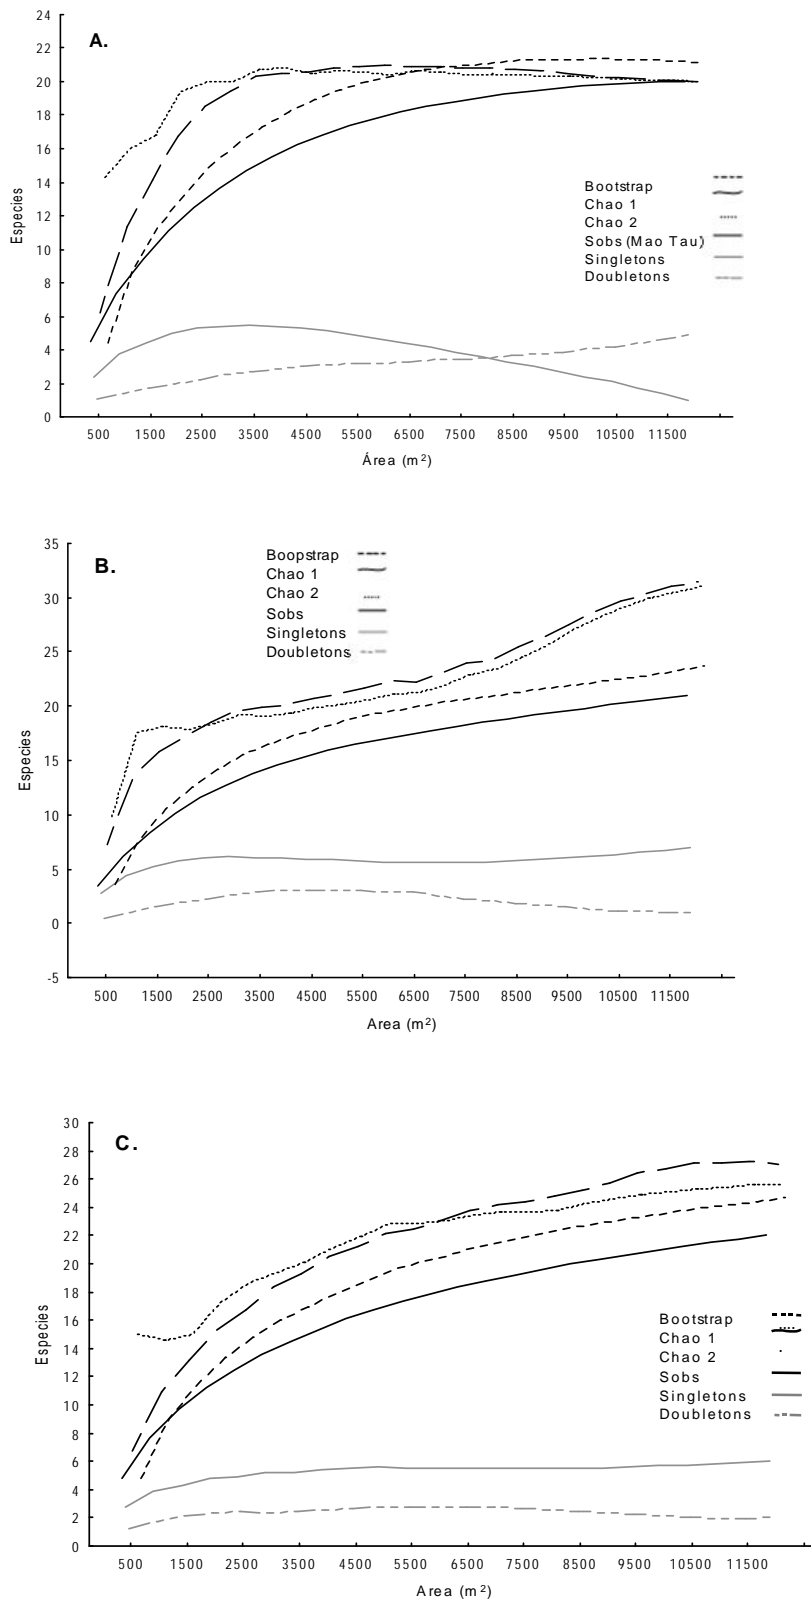 24
A.
22
20
18
16
14
12
10
8
6
4
2
0
Especies
Bootstrap
Chao 1
Chao 2
Sobs (Mao Tau)
Singletons
Doubletons
500 1500 2500 3500 4500 5500 6500 7500 8500 9500 10500 11500
Área (m²)
35
B.
30
25
20
15
10
5
0
-5
Especies
Boopstrap
Chao 1
Chao 2
Sobs
Singletons
Doubletons
500 1500 2500 3500 4500 5500 6500 7500 8500 9500 10500 11500
Area (m²)
30
C.
28
26
24
22
20
18
16
14
12
10
8
6
4
2
0
Especies
Bootstrap
Chao 1
Chao 2
Sobs
Singletons
Doubletons
500 1500 2500 3500 4500 5500 6500 7500 8500 9500 10500 11500
Area (m²)